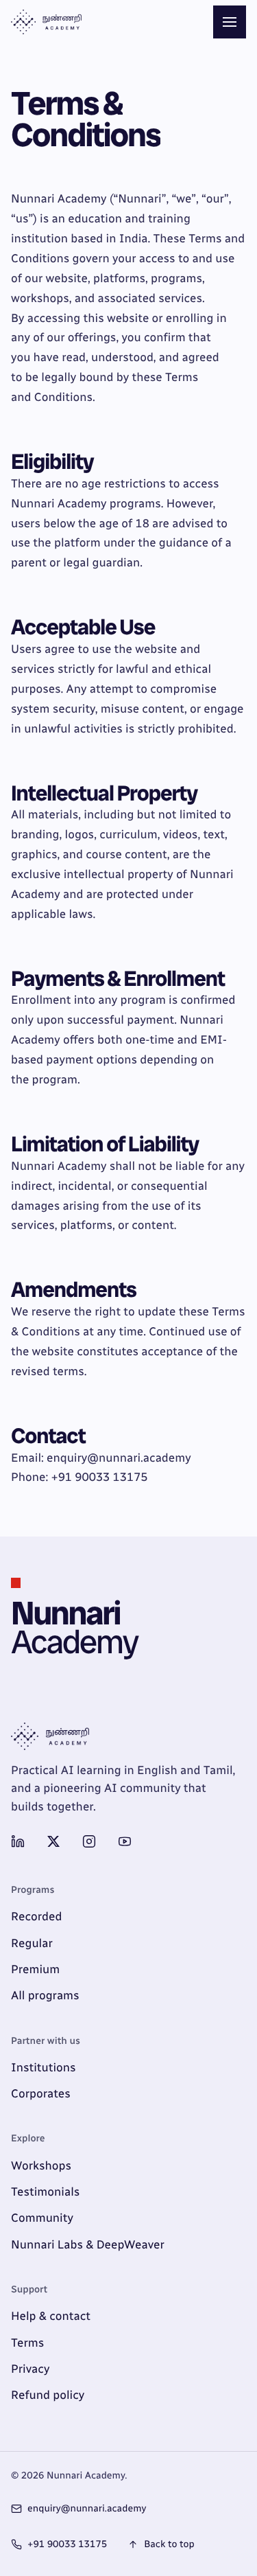 நுண்ணறி
ACADEMY
Terms &
Conditions
Nunnari Academy (“Nunnari”, “we”, “our”,
“us”) is an education and training
institution based in India. These Terms and
Conditions govern your access to and use
of our website, platforms, programs,
workshops, and associated services.
By accessing this website or enrolling in
any of our offerings, you confirm that
you have read, understood, and agreed
to be legally bound by these Terms
and Conditions.
Eligibility
There are no age restrictions to access
Nunnari Academy programs. However,
users below the age of 18 are advised to
use the platform under the guidance of a
parent or legal guardian.
Acceptable Use
Users agree to use the website and
services strictly for lawful and ethical
purposes. Any attempt to compromise
system security, misuse content, or engage
in unlawful activities is strictly prohibited.
Intellectual Property
All materials, including but not limited to
branding, logos, curriculum, videos, text,
graphics, and course content, are the
exclusive intellectual property of Nunnari
Academy and are protected under
applicable laws.
Payments & Enrollment
Enrollment into any program is confirmed
only upon successful payment. Nunnari
Academy offers both one-time and EMI-
based payment options depending on
the program.
Limitation of Liability
Nunnari Academy shall not be liable for any
indirect, incidental, or consequential
damages arising from the use of its
services, platforms, or content.
Amendments
We reserve the right to update these Terms
& Conditions at any time. Continued use of
the website constitutes acceptance of the
revised terms.
Contact
Email: enquiry@nunnari.academy
Phone: +91 90033 13175
Nunnari
Academy
நுண்ணறி
ACADEMY
Practical AI learning in English and Tamil,
and a pioneering AI community that
builds together.
Programs
Recorded
Regular
Premium
All programs
Partner with us
Institutions
Corporates
Explore
Workshops
Testimonials
Community
Nunnari Labs & DeepWeaver
Support
Help & contact
Terms
Privacy
Refund policy
© 2026 Nunnari Academy.
enquiry@nunnari.academy
+91 90033 13175 Back to top